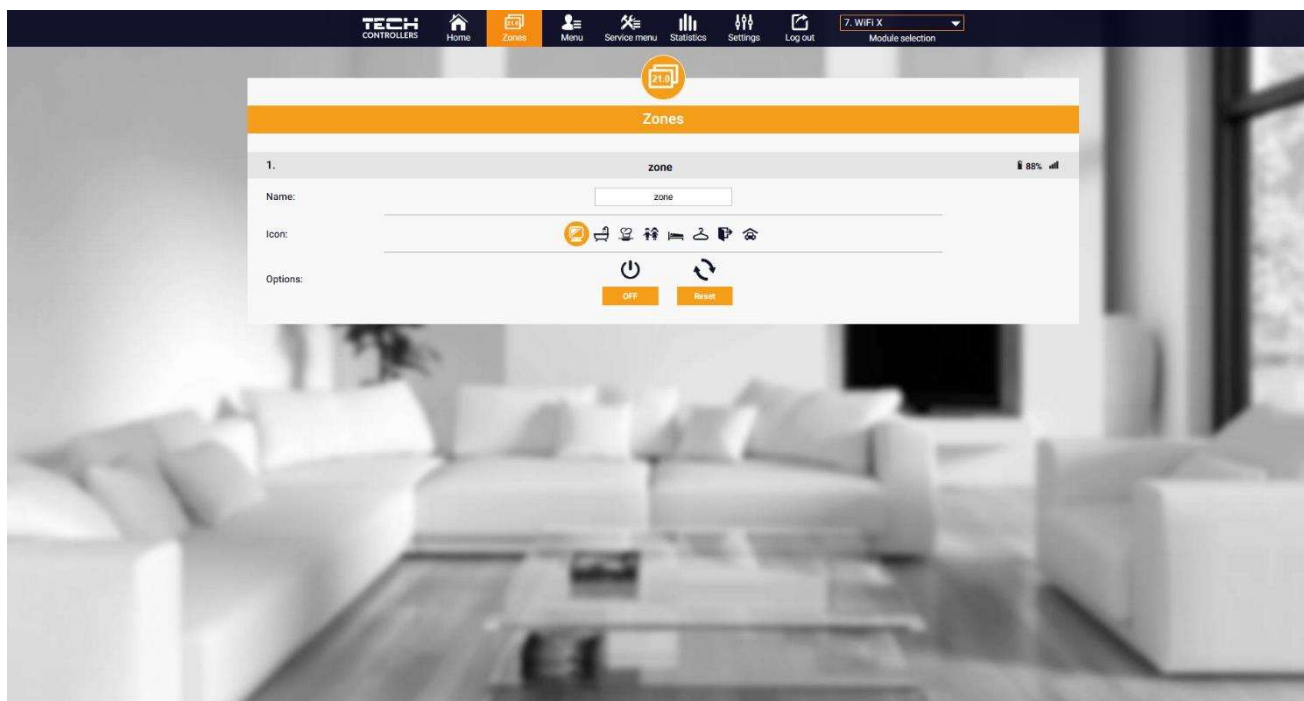 TECH
CONTROLLERS
Home
21.0
Zones
Menu
Service menu
Statistics
Settings
Log out
7. WiFi X
Module selection
21.0
Zones
1.
zone
88%
Name:
zone
Icon:
Options:
OFF
Reset